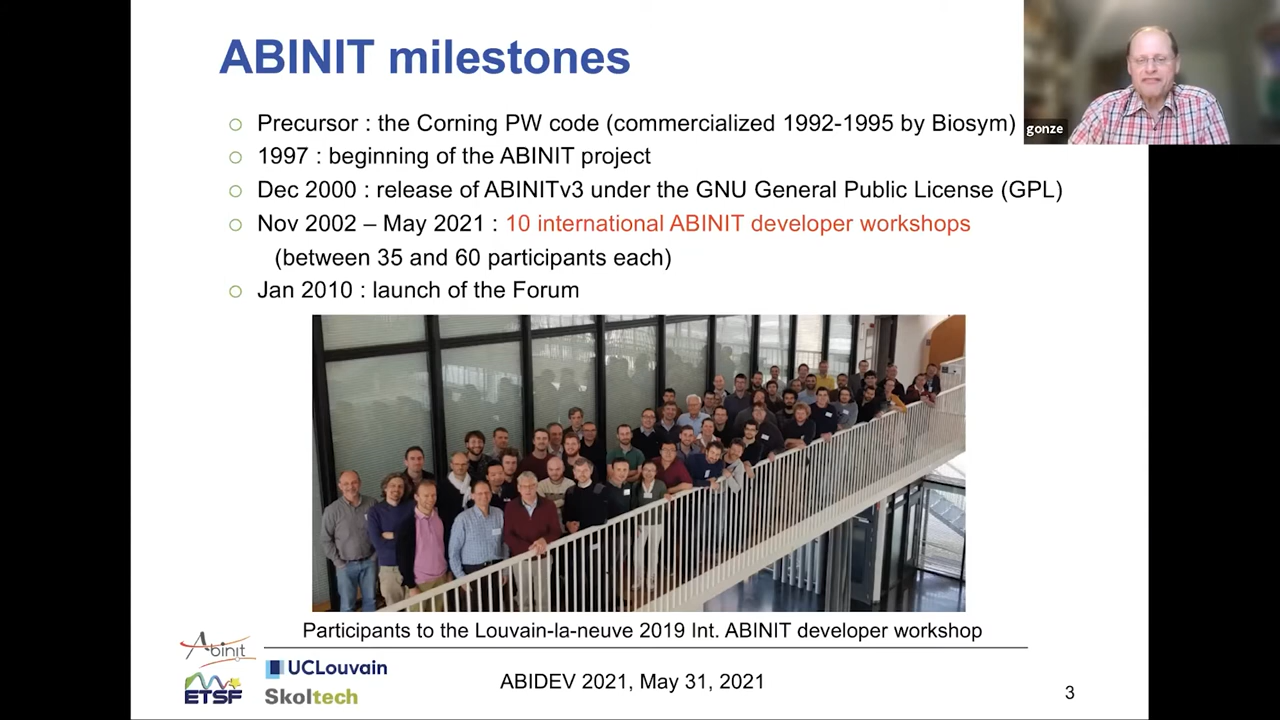 ABINIT milestones
Precursor : the Corning PW code (commercialized 1992-1995 by Biosym)
gonze
1997 : beginning of the ABINIT project
Dec 2000 : release of ABINITv3 under the GNU General Public License (GPL)
Nov 2002 – May 2021 : 10 international ABINIT developer workshops
(between 35 and 60 participants each)
Jan 2010 : launch of the Forum
Participants to the Louvain-la-neuve 2019 Int. ABINIT developer workshop
Abinit
UCLouvain
ETSF
Skoltech
ABIDEV 2021, May 31, 2021
3